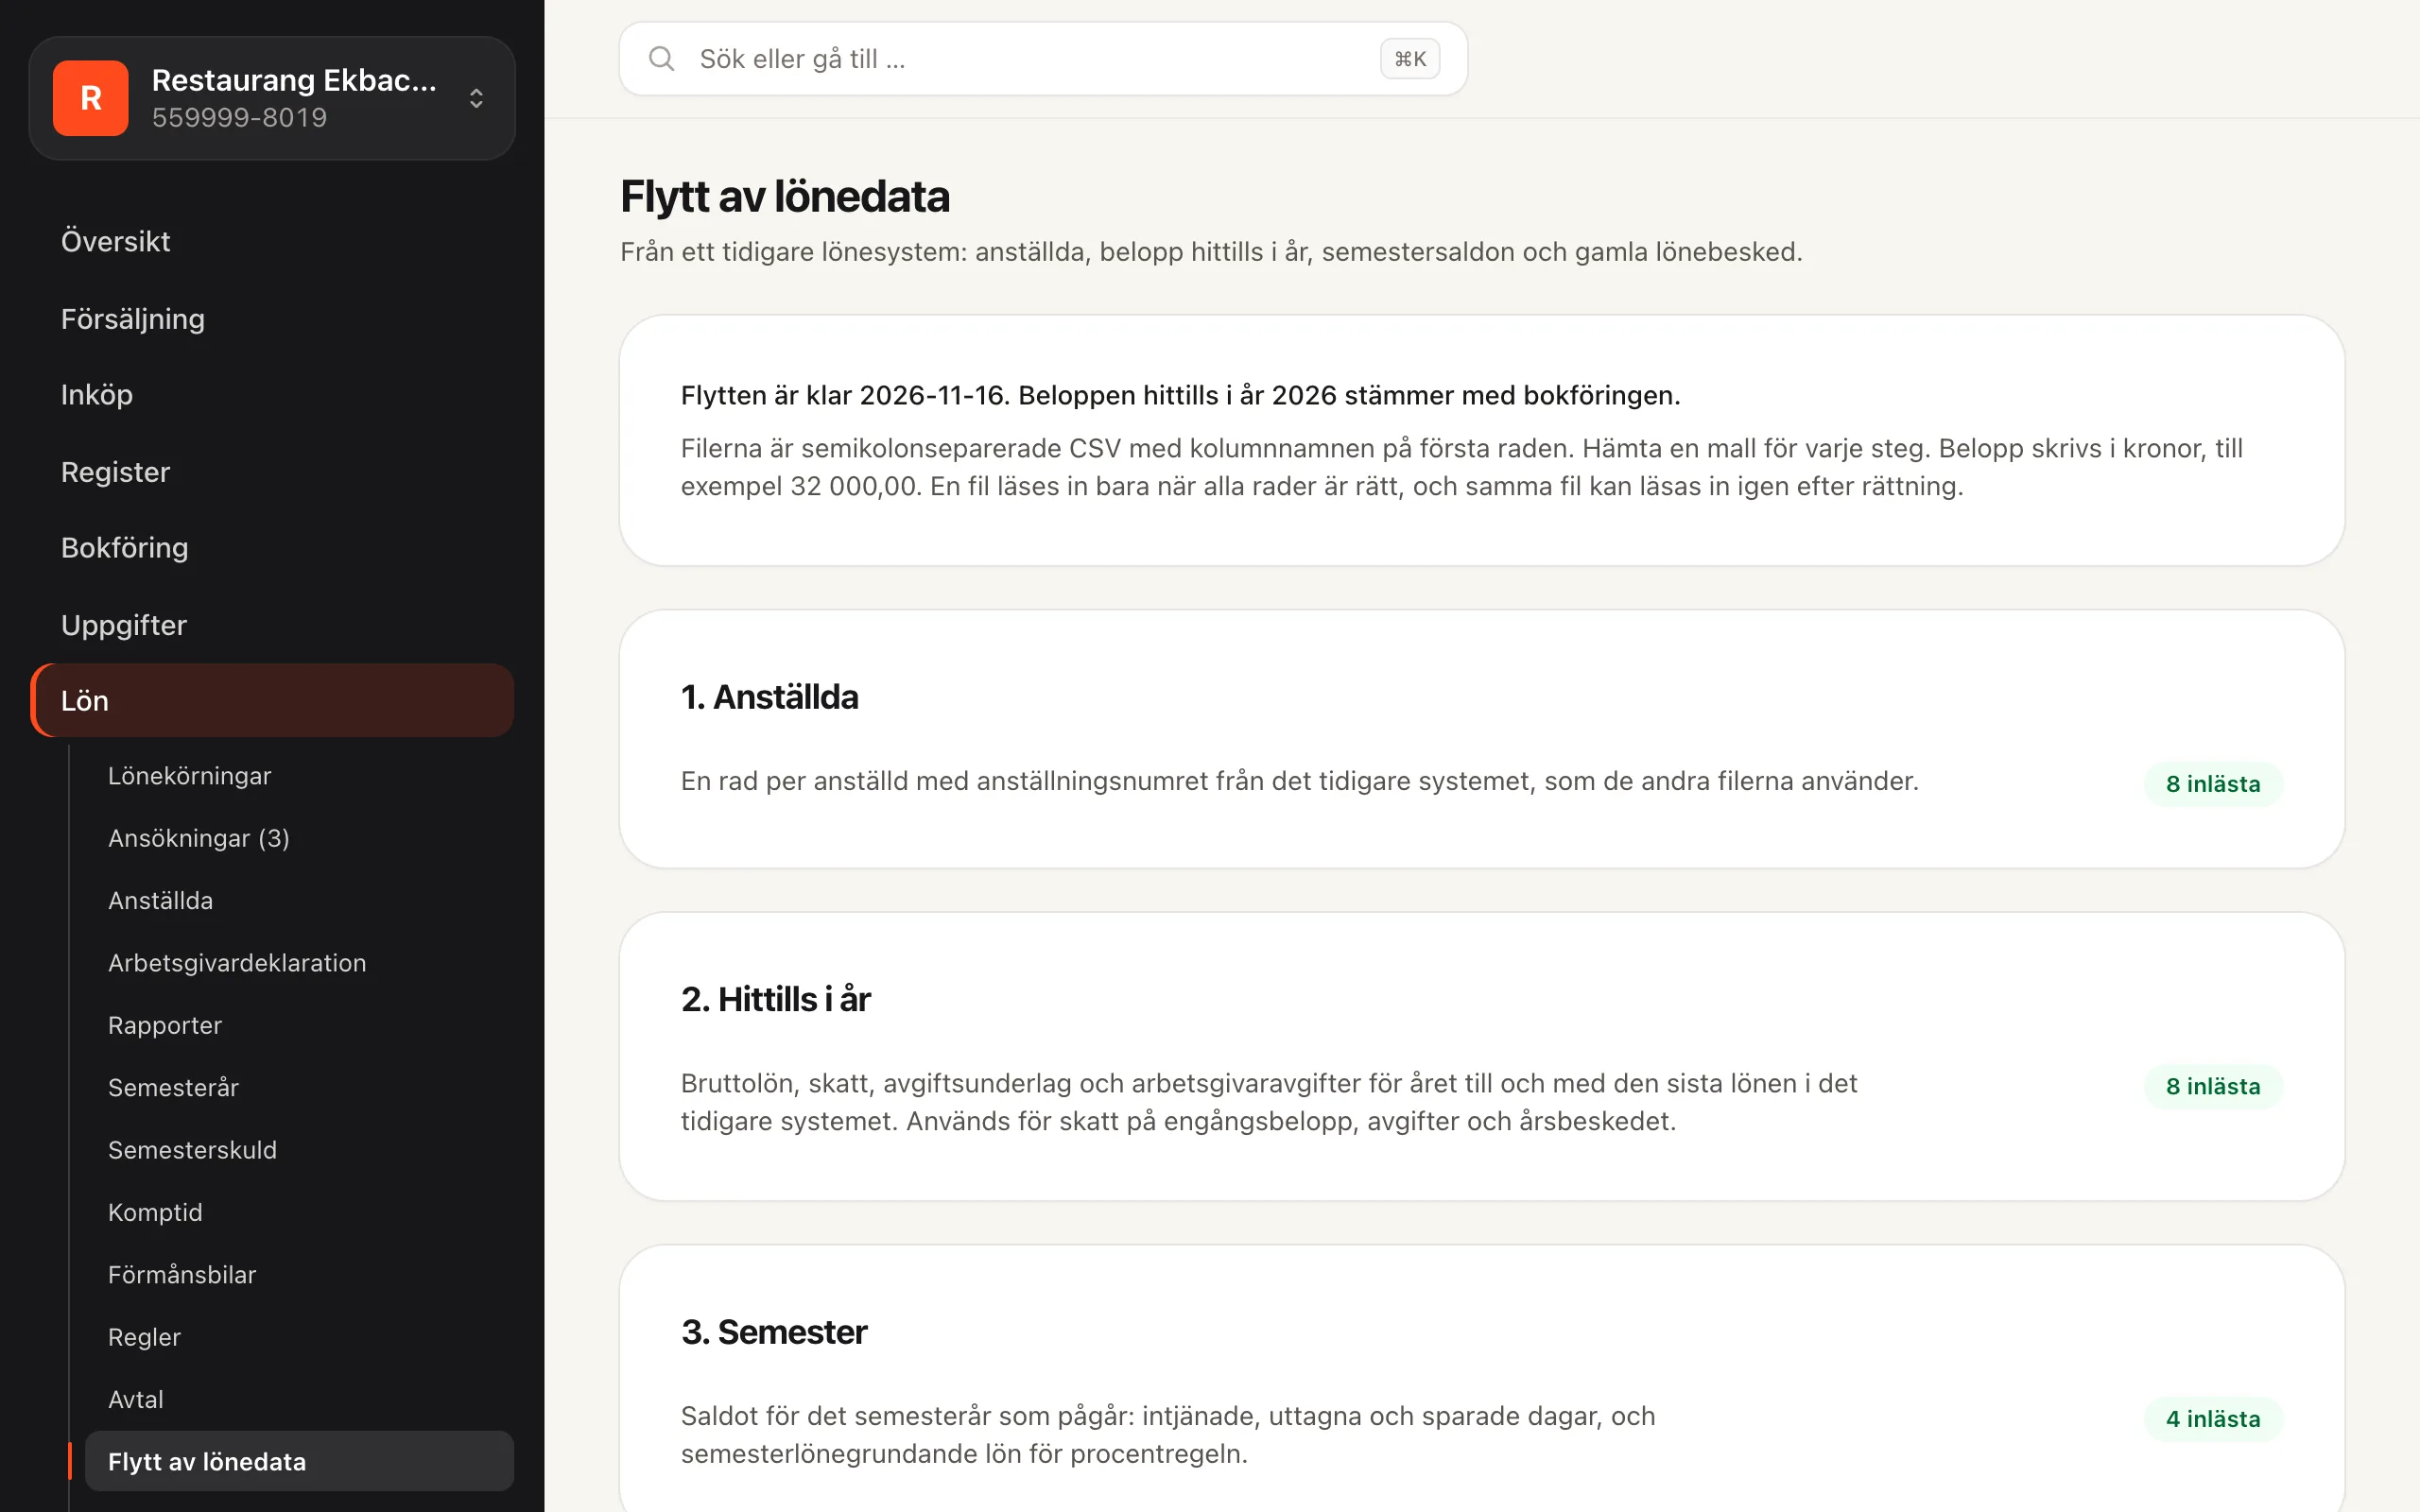 R
Restaurang Ekbac...
559999-8019
Översikt
Försäljning
Inköp
Register
Bokföring
Uppgifter
Lön
Lönekörningar
Ansökningar (3)
Anställda
Arbetsgivardeklaration
Rapporter
Semesterår
Semesterskuld
Komptid
Förmånsbilar
Regler
Avtal
Flytt av lönedata
Sök eller gå till ...
⌘K
Flytt av lönedata
Från ett tidigare lönesystem: anställda, belopp hittills i år, semestersaldon och gamla lönebesked.
Flytten är klar 2026-11-16. Beloppen hittills i år 2026 stämmer med bokföringen.
Filerna är semikolonseparerade CSV med kolumnnamnen på första raden. Hämta en mall för varje steg. Belopp skrivs i kronor, till
exempel 32 000,00. En fil läses in bara när alla rader är rätt, och samma fil kan läsas in igen efter rättning.
1. Anställda
En rad per anställd med anställningsnumret från det tidigare systemet, som de andra filerna använder.
8 inlästa
2. Hittills i år
Bruttolön, skatt, avgiftsunderlag och arbetsgivaravgifter för året till och med den sista lönen i det
tidigare systemet. Används för skatt på engångsbelopp, avgifter och årsbeskedet.
8 inlästa
3. Semester
Saldot för det semesterår som pågår: intjänade, uttagna och sparade dagar, och
semesterlönegrundande lön för procentregeln.
4 inlästa